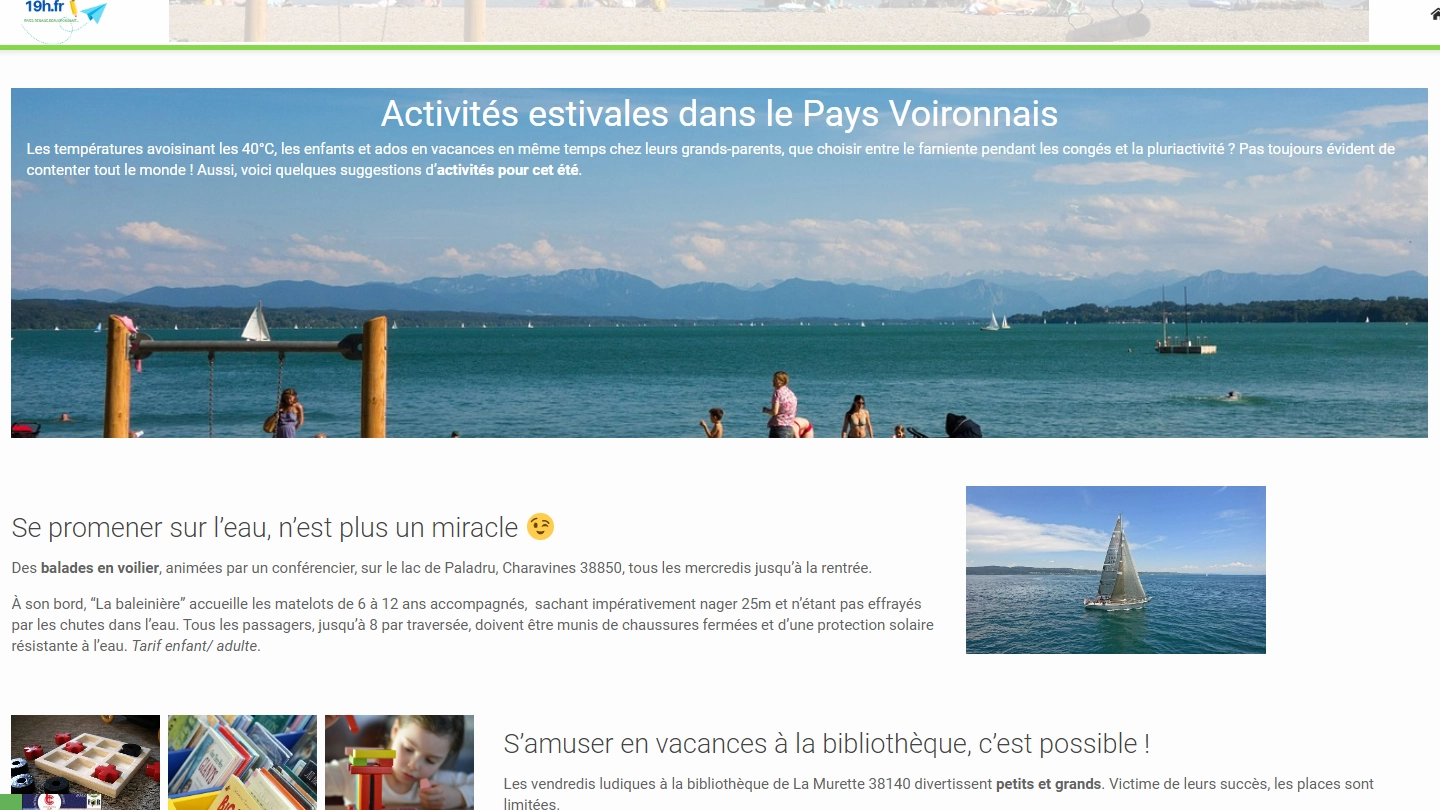 19h.fr
Activités estivales dans le Pays Voironnais
Les températures avoisinant les 40°C, les enfants et ados en vacances en même temps chez leurs grands-parents, que choisir entre le farniente pendant les congés et la pluriactivité ? Pas toujours évident de
contenter tout le monde ! Aussi, voici quelques suggestions d’activités pour cet été.
Se promener sur l’eau, n’est plus un miracle 😉
Des balades en voilier, animées par un conférencier, sur le lac de Paladru, Charavines 38850, tous les mercredis jusqu’à la rentrée.
À son bord, “La baleinière” accueille les matelots de 6 à 12 ans accompagnés, sachant impérativement nager 25m et n’étant pas effrayés
par les chutes dans l’eau. Tous les passagers, jusqu’à 8 par traversée, doivent être munis de chaussures fermées et d’une protection solaire
résistante à l’eau. Tarif enfant/ adulte.
S’amuser en vacances à la bibliothèque, c’est possible !
Les vendredis ludiques à la bibliothèque de La Murette 38140 divertissent petits et grands. Victime de leurs succès, les places sont
limitées.